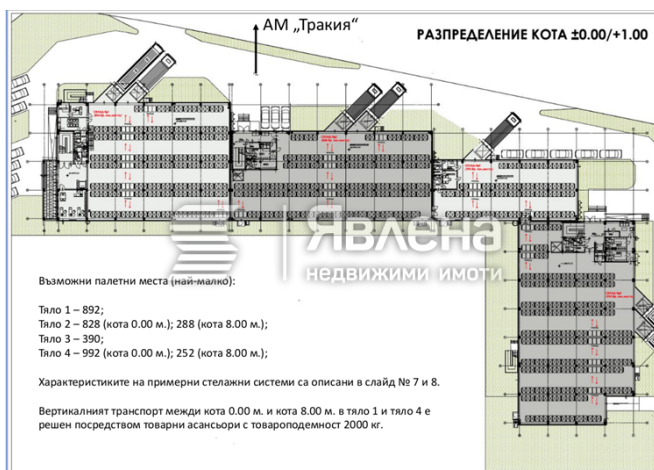 АМ „Тракия“
РАЗПРЕДЕЛЕНИЕ КОТА ±0.00/+1.00
Явлена
недвижими имоти
Възможни палетни места (най-малко):
Тяло 1 – 892;
Тяло 2 – 828 (кота 0.00 м.); 288 (кота 8.00 м.);
Тяло 3 – 390;
Тяло 4 – 992 (кота 0.00 м.); 252 (кота 8.00 м.);
Характеристиките на примерни стелажни системи са описани в слайд № 7 и 8.
Вертикалният транспорт между кота 0.00 м. и кота 8.00 м. в тяло 1 и тяло 4 е
решен посредством товарни асансьори с товароподемност 2000 кг.